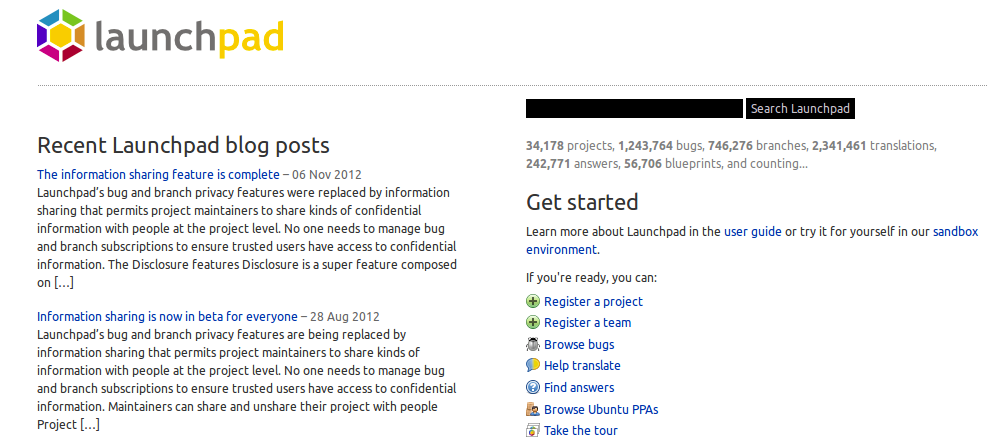 launchpad
Search Launchpad
34,178 projects, 1,243,764 bugs, 746,276 branches, 2,341,461 translations,
242,771 answers, 56,706 blueprints, and counting...
Recent Launchpad blog posts
The information sharing feature is complete – 06 Nov 2012
Launchpad’s bug and branch privacy features were replaced by information
sharing that permits project maintainers to share kinds of confidential
information with people at the project level. No one needs to manage bug
and branch subscriptions to ensure trusted users have access to confidential
information. The Disclosure features Disclosure is a super feature composed
on […]
Information sharing is now in beta for everyone – 28 Aug 2012
Launchpad’s bug and branch privacy features are being replaced by
information sharing that permits project maintainers to share kinds of
information with people at the project level. No one needs to manage bug
and branch subscriptions to ensure trusted users have access to confidential
information. Maintainers can share and unshare their project with people
Project […]
Get started
Learn more about Launchpad in the user guide or try it for yourself in our sandbox
environment.
If you're ready, you can:
Register a project
Register a team
Browse bugs
Help translate
Find answers
Browse Ubuntu PPAs
Take the tour